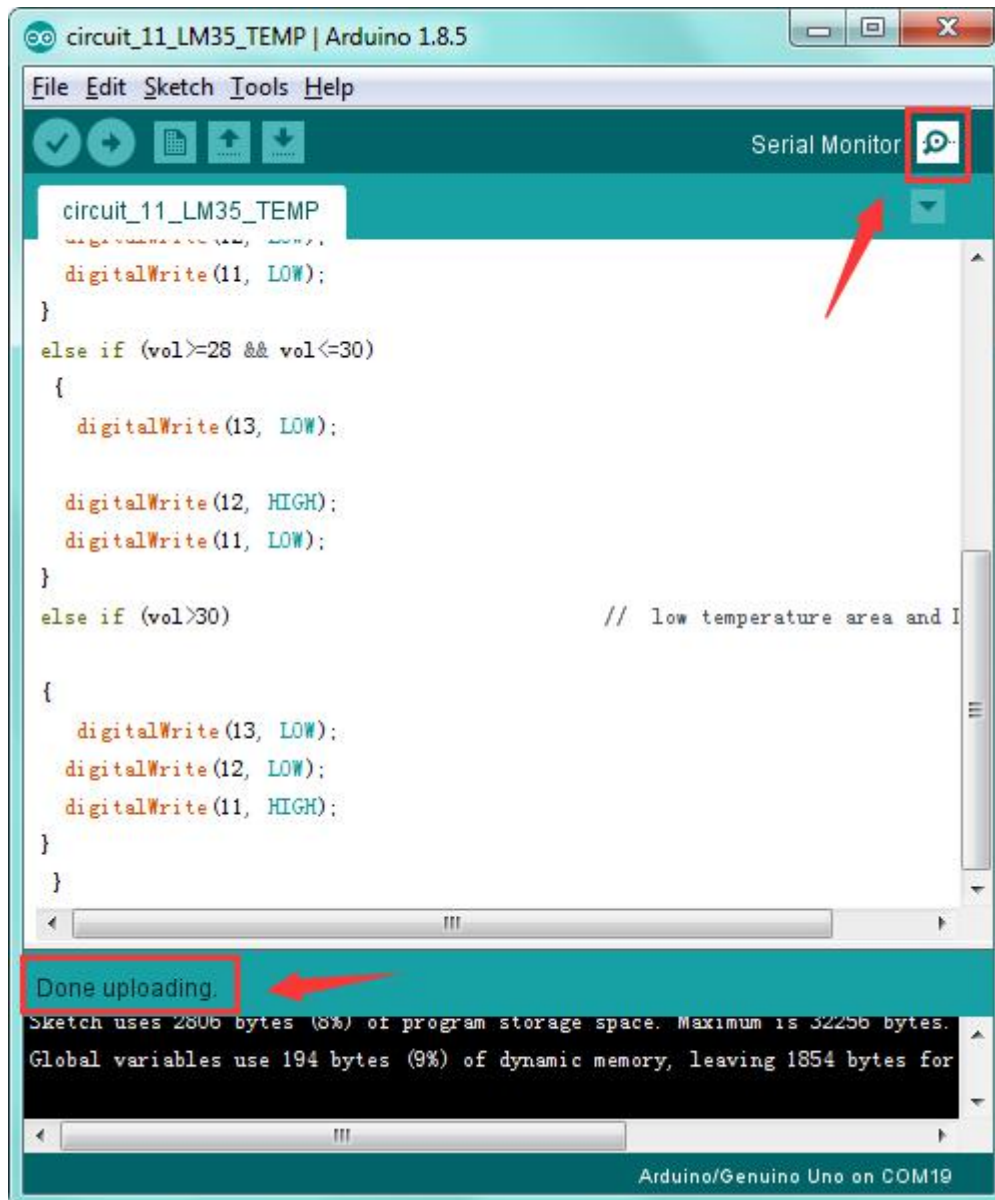 circuit_11_LM35_TEMP | Arduino 1.8.5
File Edit Sketch Tools Help
Serial Monitor
circuit_11_LM35_TEMP
digitalWrite(12, LOW);
digitalWrite(11, LOW);
}
else if (vol>=28 && vol<=30)
{
digitalWrite(13, LOW);
digitalWrite(12, HIGH);
digitalWrite(11, LOW);
}
else if (vol>30) // low temperature area and
{
digitalWrite(13, LOW);
digitalWrite(12, LOW);
digitalWrite(11, HIGH);
}
}
Done uploading.
Sketch uses 2806 bytes (8%) of program storage space. Maximum is 32256 bytes.
Global variables use 194 bytes (9%) of dynamic memory, leaving 1854 bytes for
Arduino/Genuino Uno on COM19